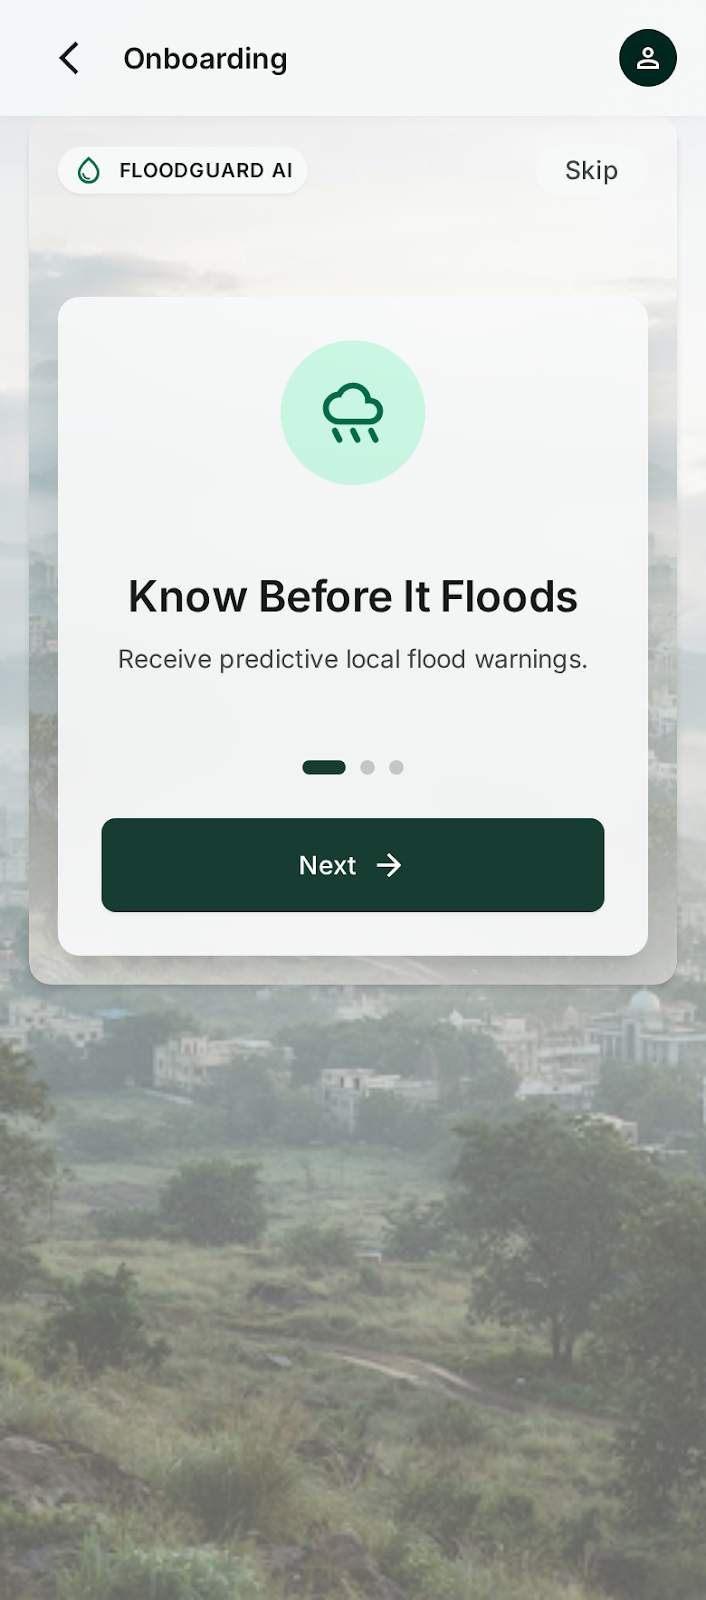 Onboarding
FLOODGUARD AI
Skip
Know Before It Floods
Receive predictive local flood warnings.
Next